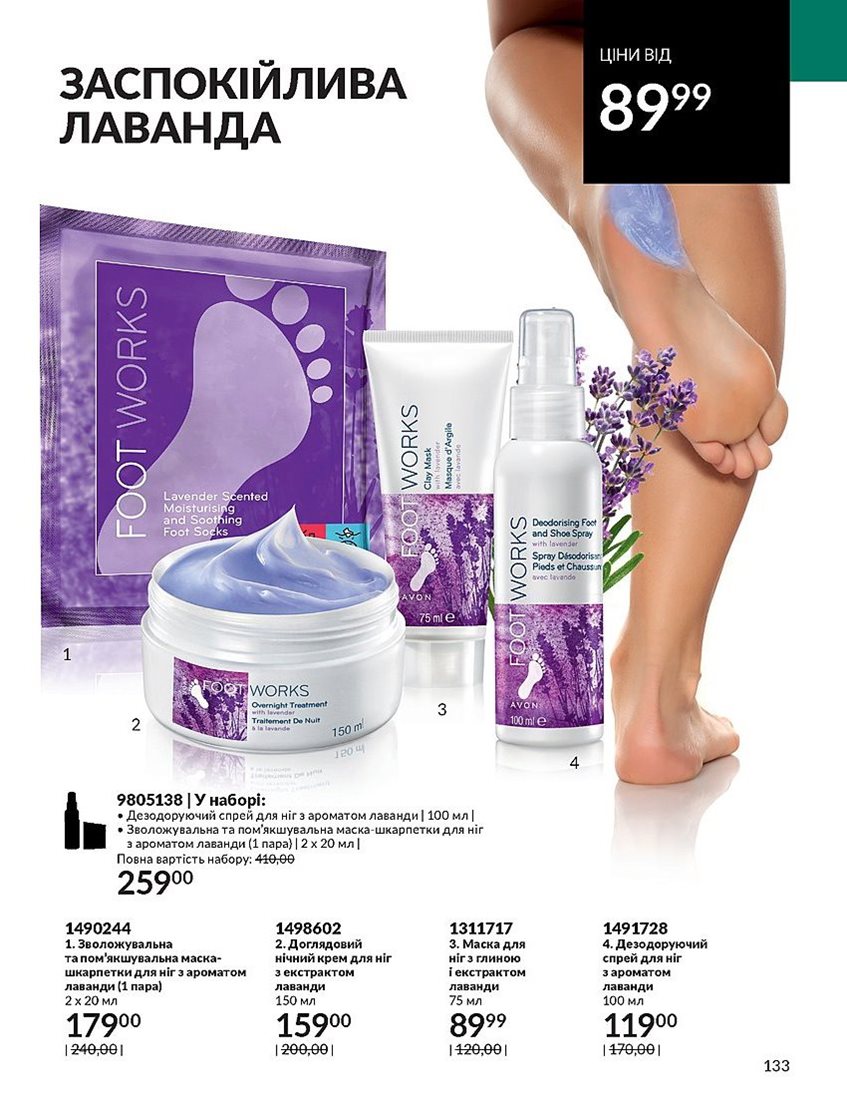 ЗАСПОКІЙЛИВА
ЛАВАНДА
ЦІНИ ВІД
89⁹⁹
FOOT WORKS
Lavender Scented
Moisturising
and Soothing
Foot Socks
1
FOOT WORKS
Overnight Treatment
with lavender
Traitement De Nuit
à la lavande
150 ml
2
FOOT WORKS
Clay Mask
with lavender
Masque d'Argile
avec lavande
AVON
75 ml e
3
FOOT WORKS
Deodorising Foot
and Shoe Spray
with lavender
Spray Désodorisan
Pieds et Chaussu
avec lavande
AVON
100 ml e
4
9805138 | У наборі:
• Дезодоруючий спрей для ніг з ароматом лаванди | 100 мл |
• Зволожувальна та пом'якшувальна маска-шкарпетки для ніг
з ароматом лаванди (1 пара) | 2 x 20 мл |
Повна вартість набору: 410,00
259⁰⁰
1490244
1. Зволожувальна
та пом'якшувальна маска-
шкарпетки для ніг з ароматом
лаванди (1 пара)
2 x 20 мл
179⁰⁰
| 240,00 |
1498602
2. Доглядовий
нічний крем для ніг
з екстрактом
лаванди
150 мл
159⁰⁰
| 200,00 |
1311717
3. Маска для
ніг з глиною
і екстрактом
лаванди
75 мл
89⁹⁹
| 120,00 |
1491728
4. Дезодоруючий
спрей для ніг
з ароматом
лаванди
100 мл
119⁰⁰
| 170,00 |
133